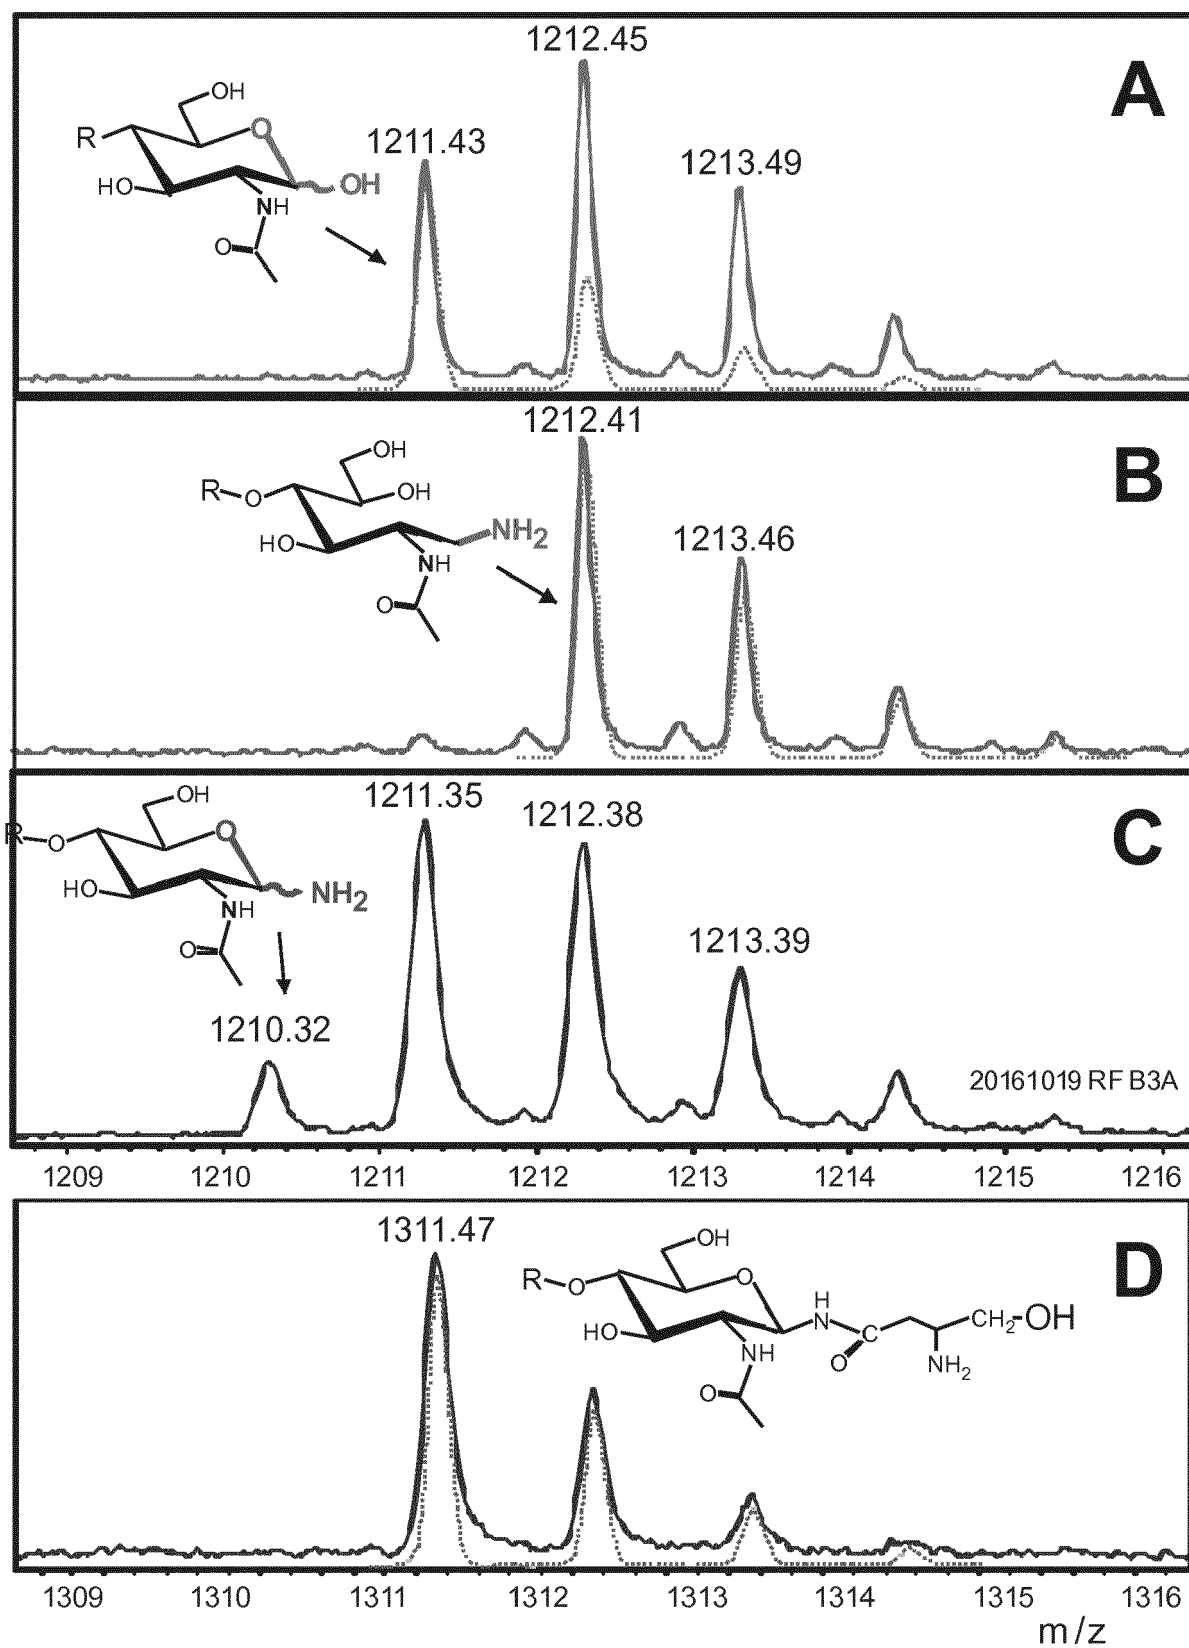 A
1212.45
1211.43
1213.49
OH
R
O
OH
HO
NH
O
B
1212.41
1213.46
OH
R
O
OH
HO
NH2
NH
O
C
1211.35
1212.38
1213.39
1210.32
OH
R
O
O
HO
NH2
NH
O
20161019 RF B3A
1209 1210 1211 1212 1213 1214 1215 1216
D
1311.47
OH
R
O
O
H
N
CH2-OH
HO
C
NH
O
NH2
O
1309 1310 1311 1312 1313 1314 1315 1316
m/z